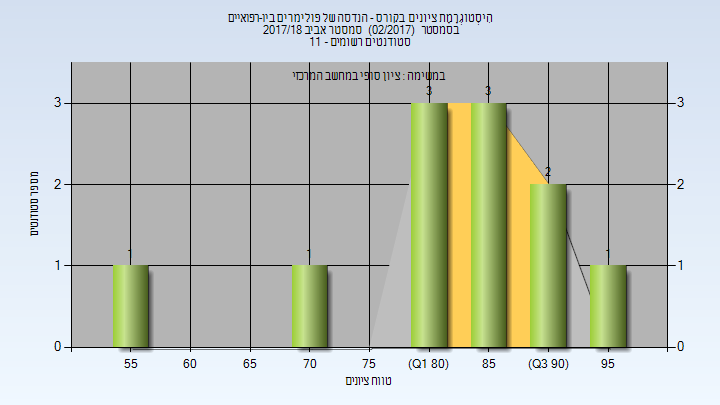 היסטוגרמת ציונים בקורס - הנדסה של פולימרים ביו-רפואיים
בסמסטר (02/2017) סמסטר אביב 2017/18
סטודנטים רשומים - 11
במשימה : ציון סופי במחשב המרכזי
3 3
3 3
2
2 2
1 1 1
1 1
0 0
55 60 65 70 75 (Q1 80) 85 (Q3 90) 95
טווח ציונים
מספר סטודנטים